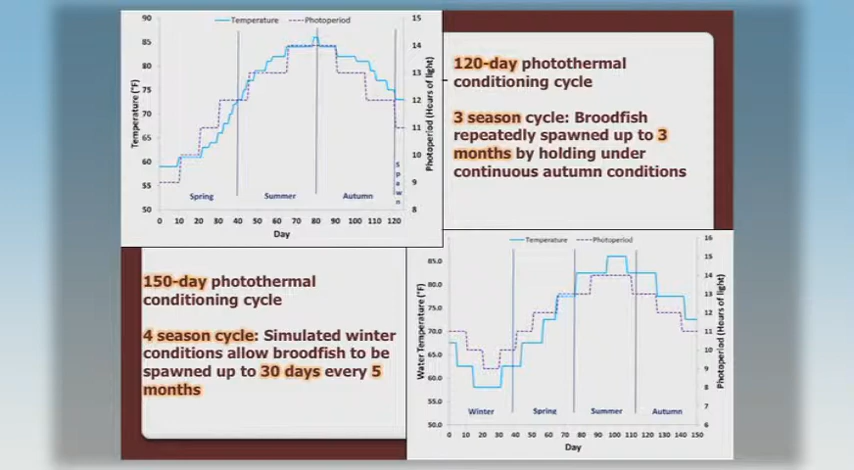 Temperature Photoperiod
90
85
80
75
70
65
60
55
50
Temperature (°F)
15
14
13
12
11
10
9
8
Photoperiod (Hours of light)
Spring Summer Autumn
Spawn
0 10 20 30 40 50 60 70 80 90 100 110 120
Day
120-day photothermal
conditioning cycle
3 season cycle: Broodfish
repeatedly spawned up to 3
months by holding under
continuous autumn conditions
150-day photothermal
conditioning cycle
4 season cycle: Simulated winter
conditions allow broodfish to be
spawned up to 30 days every 5
months
Temperature Photoperiod
85.0
80.0
75.0
70.0
65.0
60.0
55.0
50.0
Water Temperature (°F)
16
15
14
13
12
11
10
9
8
7
6
Photoperiod (Hours of light)
Winter Spring Summer Autumn
0 10 20 30 40 50 60 70 80 90 100 110 120 130 140 150
Day